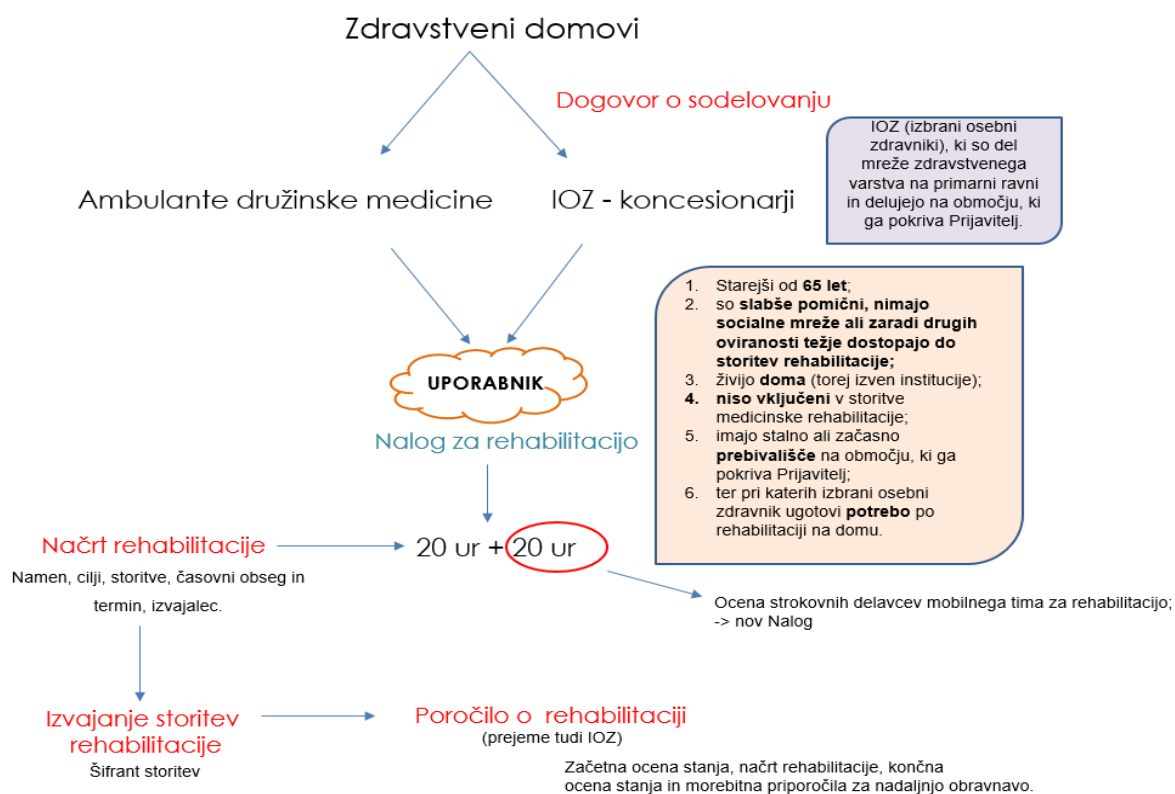 Zdravstveni domovi
Dogovor o sodelovanju
IOZ (izbrani osebni
zdravniki), ki so del
mreže zdravstvenega
varstva na primarni ravni
in delujejo na območju, ki
ga pokriva Prijavitelj.
Ambulante družinske medicine
IOZ - koncesionarji
1. Starejši od 65 let;
2. so slabše pomični, nimajo
socialne mreže ali zaradi drugih
oviranosti težje dostopajo do
storitev rehabilitacije;
3. živijo doma (torej izven institucije);
4. niso vključeni v storitve
medicinske rehabilitacije;
5. imajo stalno ali začasno
prebivališče na območju, ki ga
pokriva Prijavitelj;
6. ter pri katerih izbrani osebni
zdravnik ugotovi potrebo po
rehabilitaciji na domu.
UPORABNIK
Nalog za rehabilitacijo
Načrt rehabilitacije
20 ur + 20 ur
Namen, cilji, storitve, časovni obseg in
termin, izvajalec.
Ocena strokovnih delavcev mobilnega tima za rehabilitacijo;
-> nov Nalog
Izvajanje storitev
rehabilitacije
Šifrant storitev
Poročilo o rehabilitaciji
(prejeme tudi IOZ)
Začetna ocena stanja, načrt rehabilitacije, končna
ocena stanja in morebitna priporočila za nadaljnjo obravnavo.